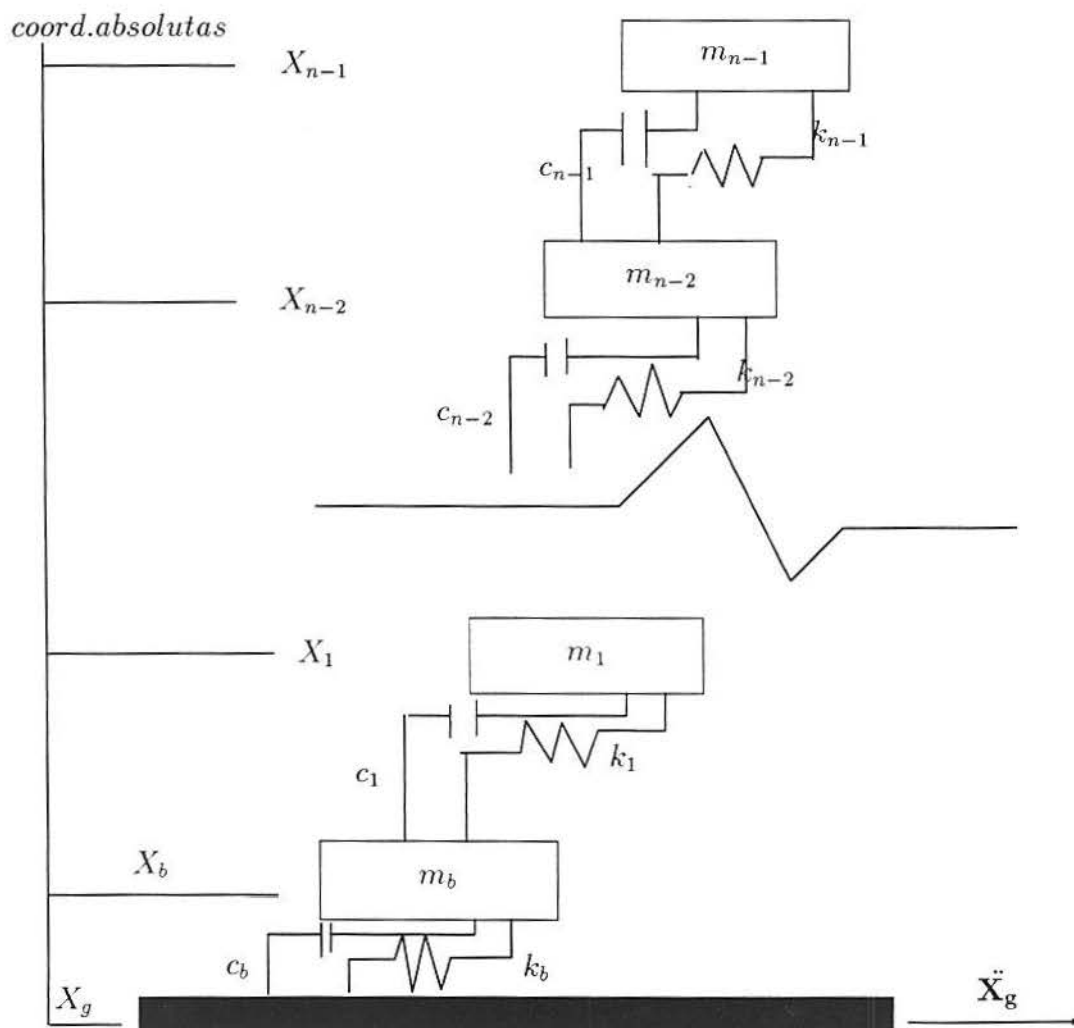 coord.absolutas
X_{n-1}
m_{n-1}
k_{n-1}
c_{n-1}
X_{n-2}
m_{n-2}
k_{n-2}
c_{n-2}
X_1
m_1
k_1
c_1
X_b
m_b
c_b
k_b
X_g
Ẍ_g